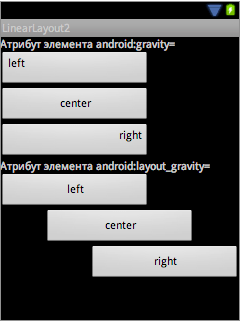 LinearLayout2
Атрибут элемента android:gravity=
left
center
right
Атрибут элемента android:layout_gravity=
left
center
right